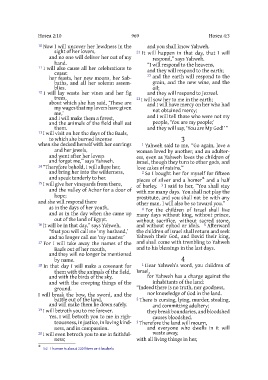 Hosea 2:10
969
Hosea 4:3
10 Now I will uncover her lewdness in the
sight of her lovers,
and no one will deliver her out of my
hand.
11 I will also cause all her celebrations to
cease:
her feasts, her new moons, her Sab-
baths, and all her solemn assem-
blies.
12 I will lay waste her vines and her fig
trees,
about which she has said, ‘These are
my wages that my lovers have given
me,’
and I will make them a forest,
and the animals of the field shall eat
them.
13 I will visit on her the days of the Baals,
to which she burned incense
when she decked herself with her earrings
and her jewels,
and went after her lovers
and forgot me,” says Yahweh.
14 “Therefore behold, I will allure her,
and bring her into the wilderness,
and speak tenderly to her.
15 I will give her vineyards from there,
and the valley of Achor for a door of
hope;
and she will respond there
as in the days of her youth,
and as in the day when she came up
out of the land of Egypt.
16 It will be in that day,” says Yahweh,
“that you will call me ‘my husband,’
and no longer call me ‘my master.’
17 For I will take away the names of the
Baals out of her mouth,
and they will no longer be mentioned
by name.
18 In that day I will make a covenant for
them with the animals of the field,
and with the birds of the sky,
and with the creeping things of the
ground.
I will break the bow, the sword, and the
battle out of the land,
and will make them lie down safely.
19 I will betroth you to me forever.
Yes, I will betroth you to me in righ-
teousness, in justice, in loving kind-
ness, and in compassion.
20 I will even betroth you to me in faithful-
ness;
and you shall know Yahweh.
21 It will happen in that day, that I will
respond,” says Yahweh,
“I will respond to the heavens,
and they will respond to the earth;
22 and the earth will respond to the
grain, and the new wine, and the
oil;
and they will respond to Jezreel.
23 I will sow her to me in the earth;
and I will have mercy on her who had
not obtained mercy;
and I will tell those who were not my
people, ‘You are my people;’
and they will say, ‘You are My God!’”
3
1 Yahweh said to me, “Go again, love a
woman loved by another, and an adulter-
ess, even as Yahweh loves the children of
Israel, though they turn to other gods, and
love cakes of raisins.”
2 So I bought her for myself for fifteen
pieces of silver and a homer and a half
of barley. 3 I said to her, “You shall stay
with me many days. You shall not play the
prostitute, and you shall not be with any
other man. I will also be so toward you.”
4 For the children of Israel shall live
many days without king, without prince,
without sacrifice, without sacred stone,
and without ephod or idols. 5 Afterward
the children of Israel shall return and seek
Yahweh their God, and David their king,
and shall come with trembling to Yahweh
and to his blessings in the last days.
4
1 Hear Yahweh’s word, you children of
Israel,
for Yahweh has a charge against the
inhabitants of the land:
“Indeed there is no truth, nor goodness,
nor knowledge of God in the land.
2 There is cursing, lying, murder, stealing,
and committing adultery;
they break boundaries, and bloodshed
causes bloodshed.
3 Therefore the land will mourn,
and everyone who dwells in it will
waste away,
with all living things in her,